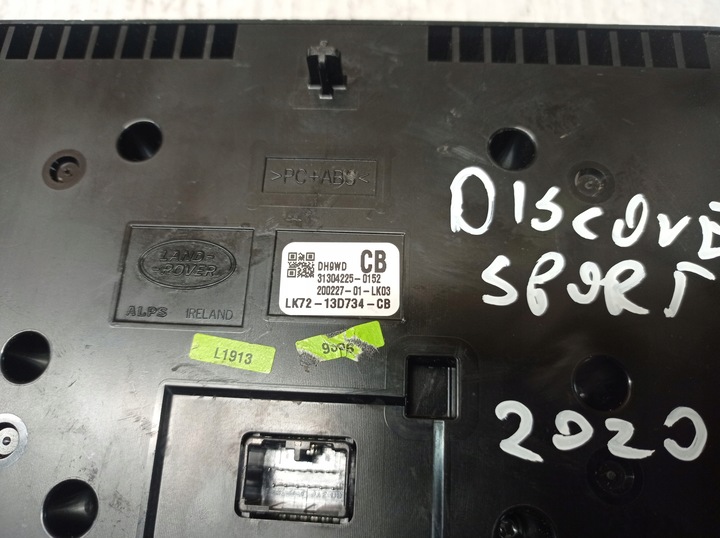 >PC+ABS<
LAND-
ROVER
ALPS IRELAND
DH9WD CB
31304225-0152
200227-01-LK03
LK72-13D734-CB
L1913
DISCOVE
SPORT
2020